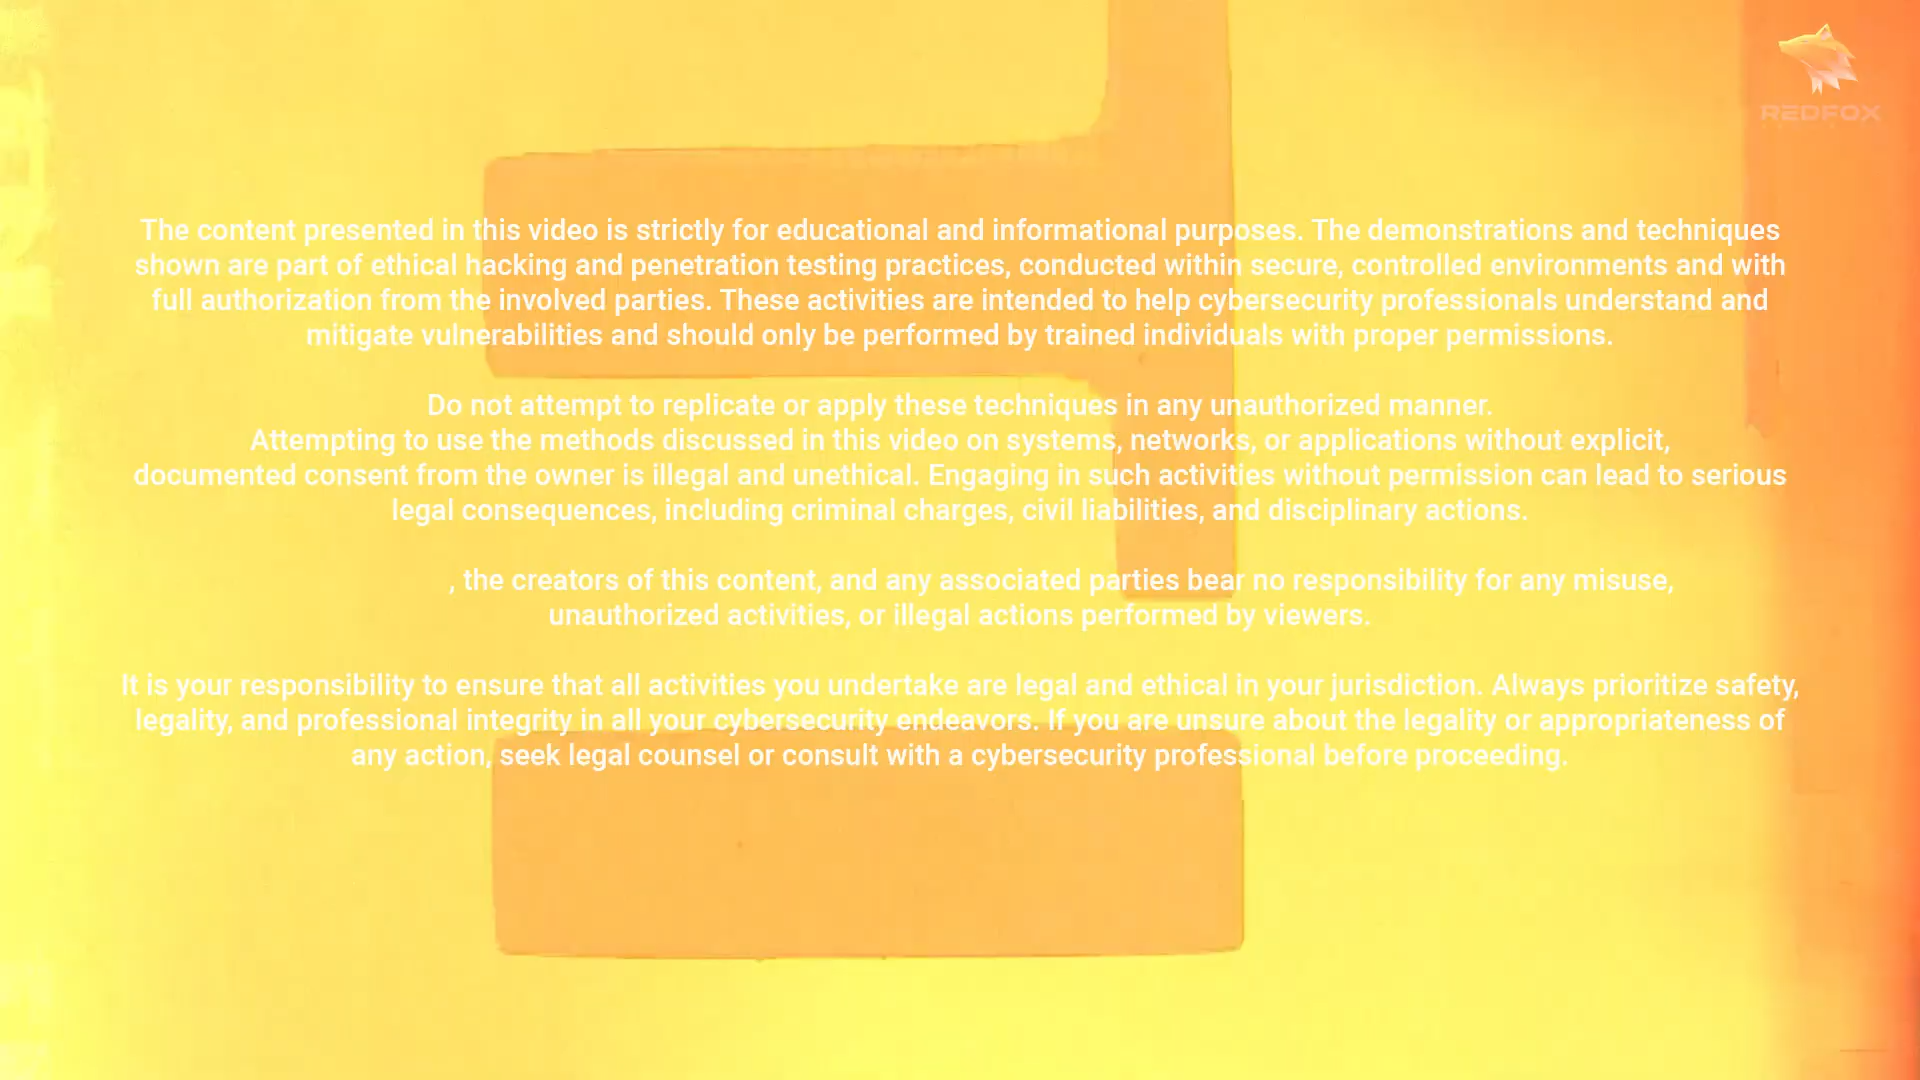 REDFOX
The content presented in this video is strictly for educational and informational purposes. The demonstrations and techniques
shown are part of ethical hacking and penetration testing practices, conducted within secure, controlled environments and with
full authorization from the involved parties. These activities are intended to help cybersecurity professionals understand and
mitigate vulnerabilities and should only be performed by trained individuals with proper permissions.
Do not attempt to replicate or apply these techniques in any unauthorized manner.
Attempting to use the methods discussed in this video on systems, networks, or applications without explicit,
documented consent from the owner is illegal and unethical. Engaging in such activities without permission can lead to serious
legal consequences, including criminal charges, civil liabilities, and disciplinary actions.
, the creators of this content, and any associated parties bear no responsibility for any misuse,
unauthorized activities, or illegal actions performed by viewers.
It is your responsibility to ensure that all activities you undertake are legal and ethical in your jurisdiction. Always prioritize safety,
legality, and professional integrity in all your cybersecurity endeavors. If you are unsure about the legality or appropriateness of
any action, seek legal counsel or consult with a cybersecurity professional before proceeding.